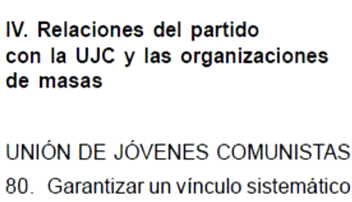 IV. Relaciones del partido
con la UJC y las organizaciones
de masas
UNIÓN DE JÓVENES COMUNISTAS
80. Garantizar un vínculo sistemático